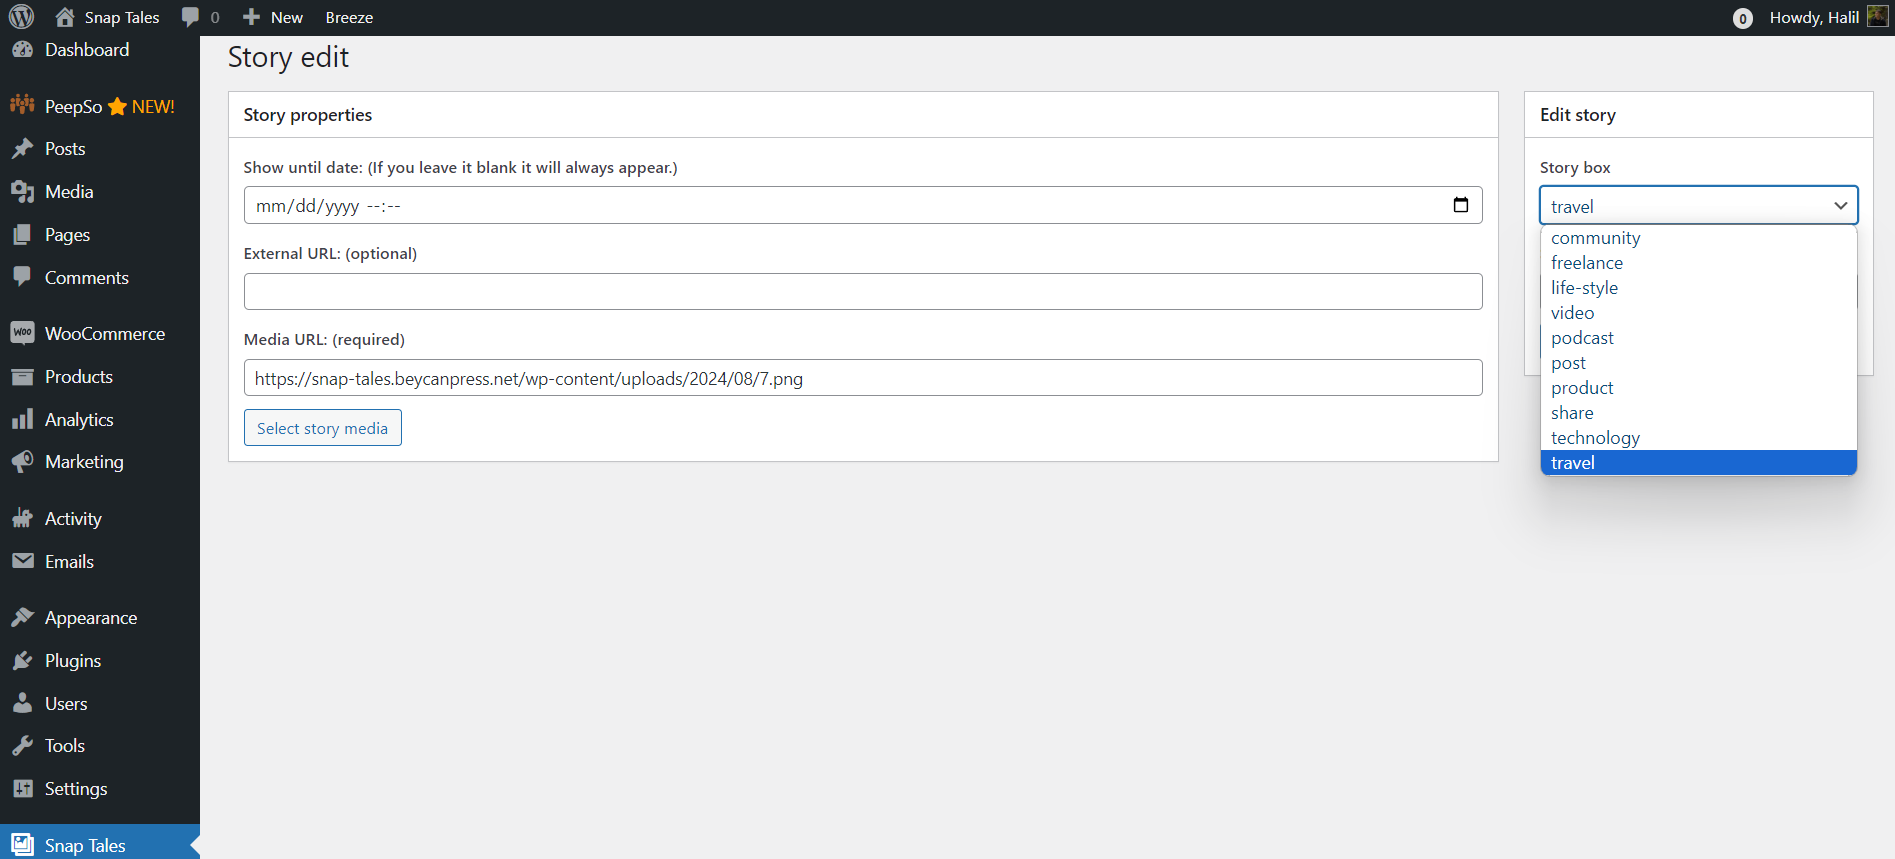 Snap Tales 0 New Breeze 0 Howdy, Halil
Dashboard
PeepSo NEW!
Posts
Media
Pages
Comments
WOO WooCommerce
Products
Analytics
Marketing
Activity
Emails
Appearance
Plugins
Users
Tools
Settings
Snap Tales
Story edit
Story properties
Show until date: (If you leave it blank it will always appear.)
mm/dd/yyyy --:--
External URL: (optional)
Media URL: (required)
https://snap-tales.beycanpress.net/wp-content/uploads/2024/08/7.png
Select story media
Edit story
Story box
travel
community
freelance
life-style
video
podcast
post
product
share
technology
travel